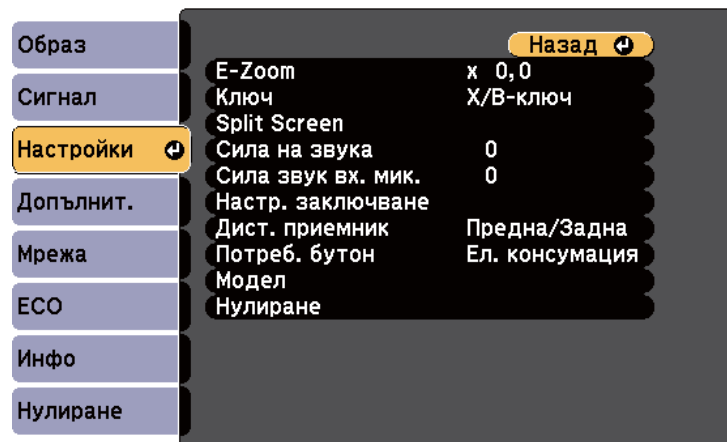 Образ
Сигнал
Настройки
Допълнит.
Мрежа
ECO
Инфо
Нулиране
Назад
E-Zoom x 0,0
Ключ Х/В-ключ
Split Screen
Сила на звука 0
Сила звук вх. мик. 0
Настр. заключване
Дист. приемник Предна/Задна
Потреб. бутон Ел. консумация
Модел
Нулиране